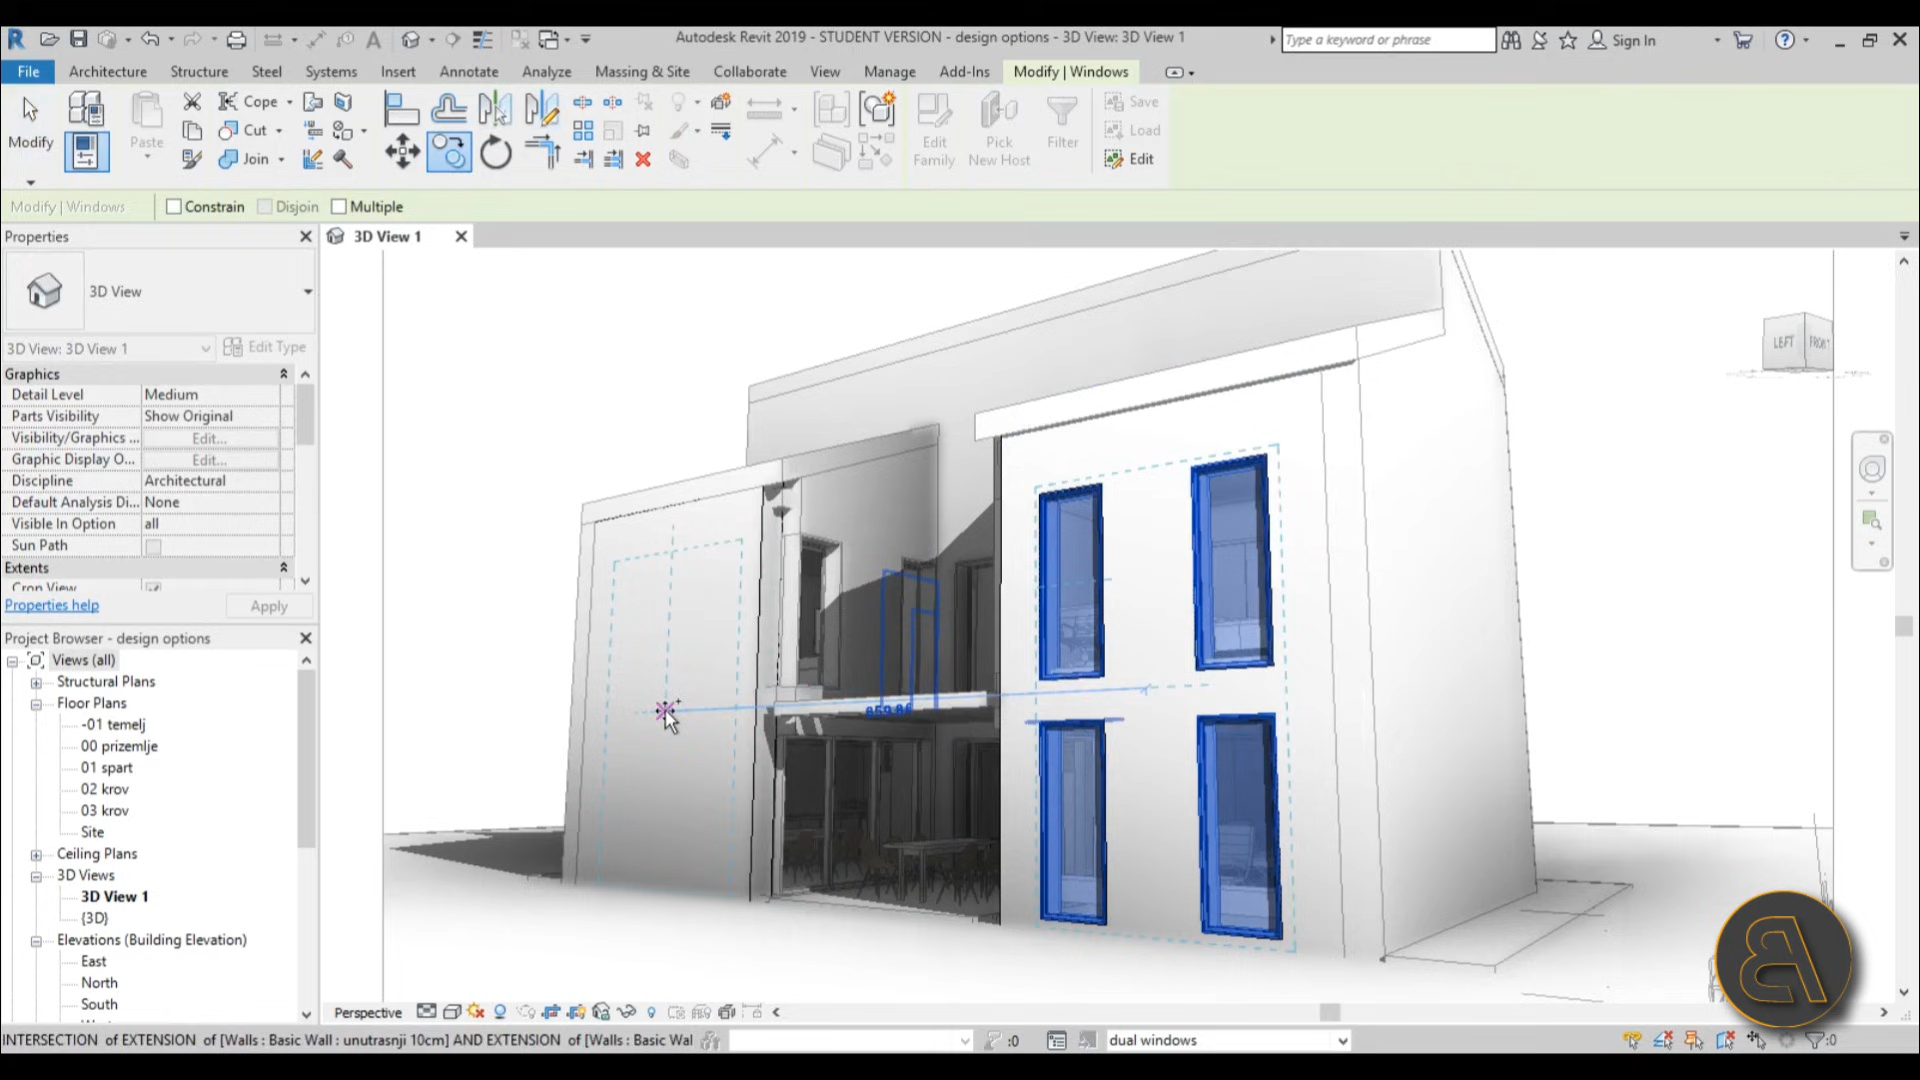 Autodesk Revit 2019 - STUDENT VERSION - design options - 3D View: 3D View 1
Type a keyword or phrase
Sign In
File Architecture Structure Steel Systems Insert Annotate Analyze Massing & Site Collaborate View Manage Add-Ins Modify | Windows
Modify
Paste
Cope
Cut
Join
Edit Family
Pick New Host
Filter
Save
Load
Edit
Modify | Windows Constrain Disjoin Multiple
Properties
3D View 1
3D View
3D View: 3D View 1 Edit Type
Graphics
Detail Level Medium
Parts Visibility Show Original
Visibility/Graphics ... Edit...
Graphic Display O... Edit...
Discipline Architectural
Default Analysis Di... None
Visible In Option all
Sun Path
Extents
Crop View
Properties help Apply
Project Browser - design options
Views (all)
Structural Plans
Floor Plans
-01 temelj
00 prizemlje
01 spart
02 krov
03 krov
Site
Ceiling Plans
3D Views
3D View 1
{3D}
Elevations (Building Elevation)
East
North
South
LEFT FRONT
Perspective
INTERSECTION of EXTENSION of [Walls : Basic Wall : unutrasnji 10cm] AND EXTENSION of [Walls : Basic Wal
:0
dual windows
:0